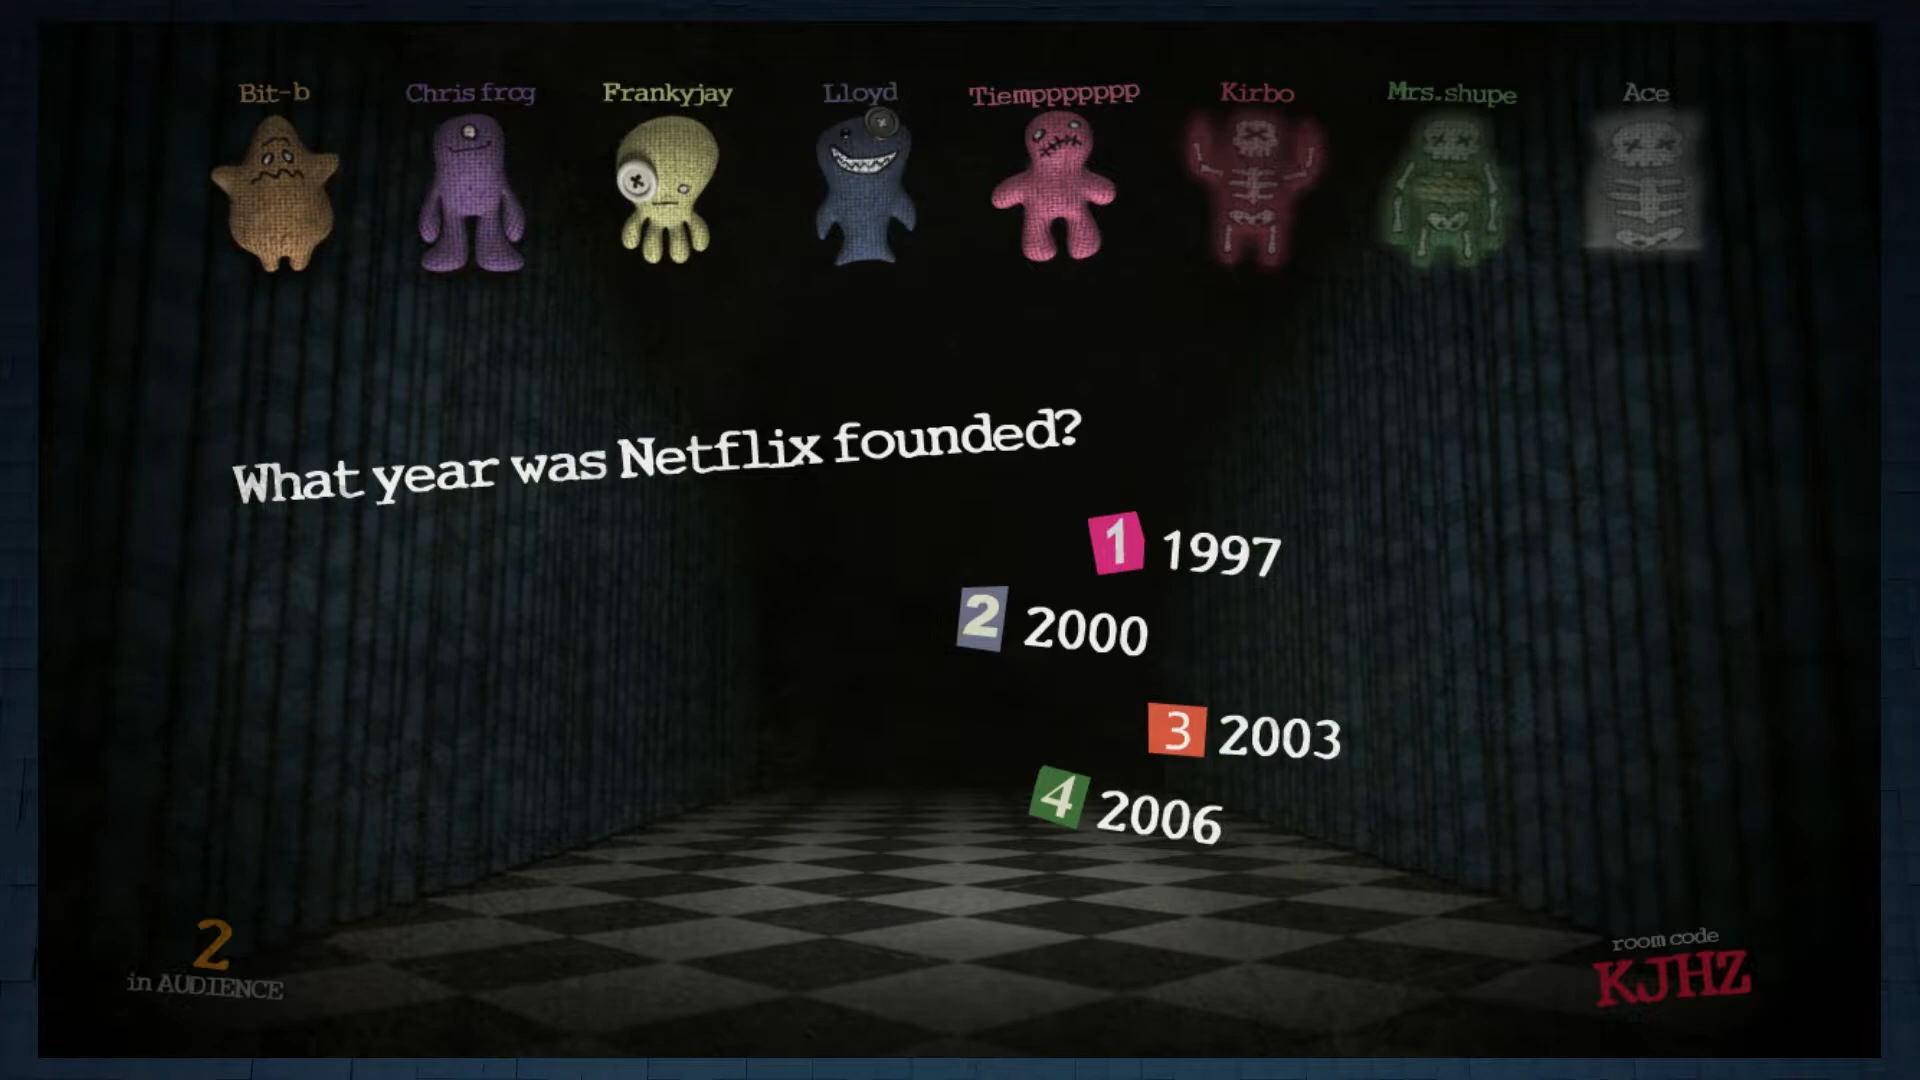 Bit-b
Chris frog
Frankyjay
Lloyd
Tiemppppppp
Kirbo
Mrs.shupe
Ace
What year was Netflix founded?
1 1997
2 2000
3 2003
4 2006
2
in AUDIENCE
room code
KJHZ